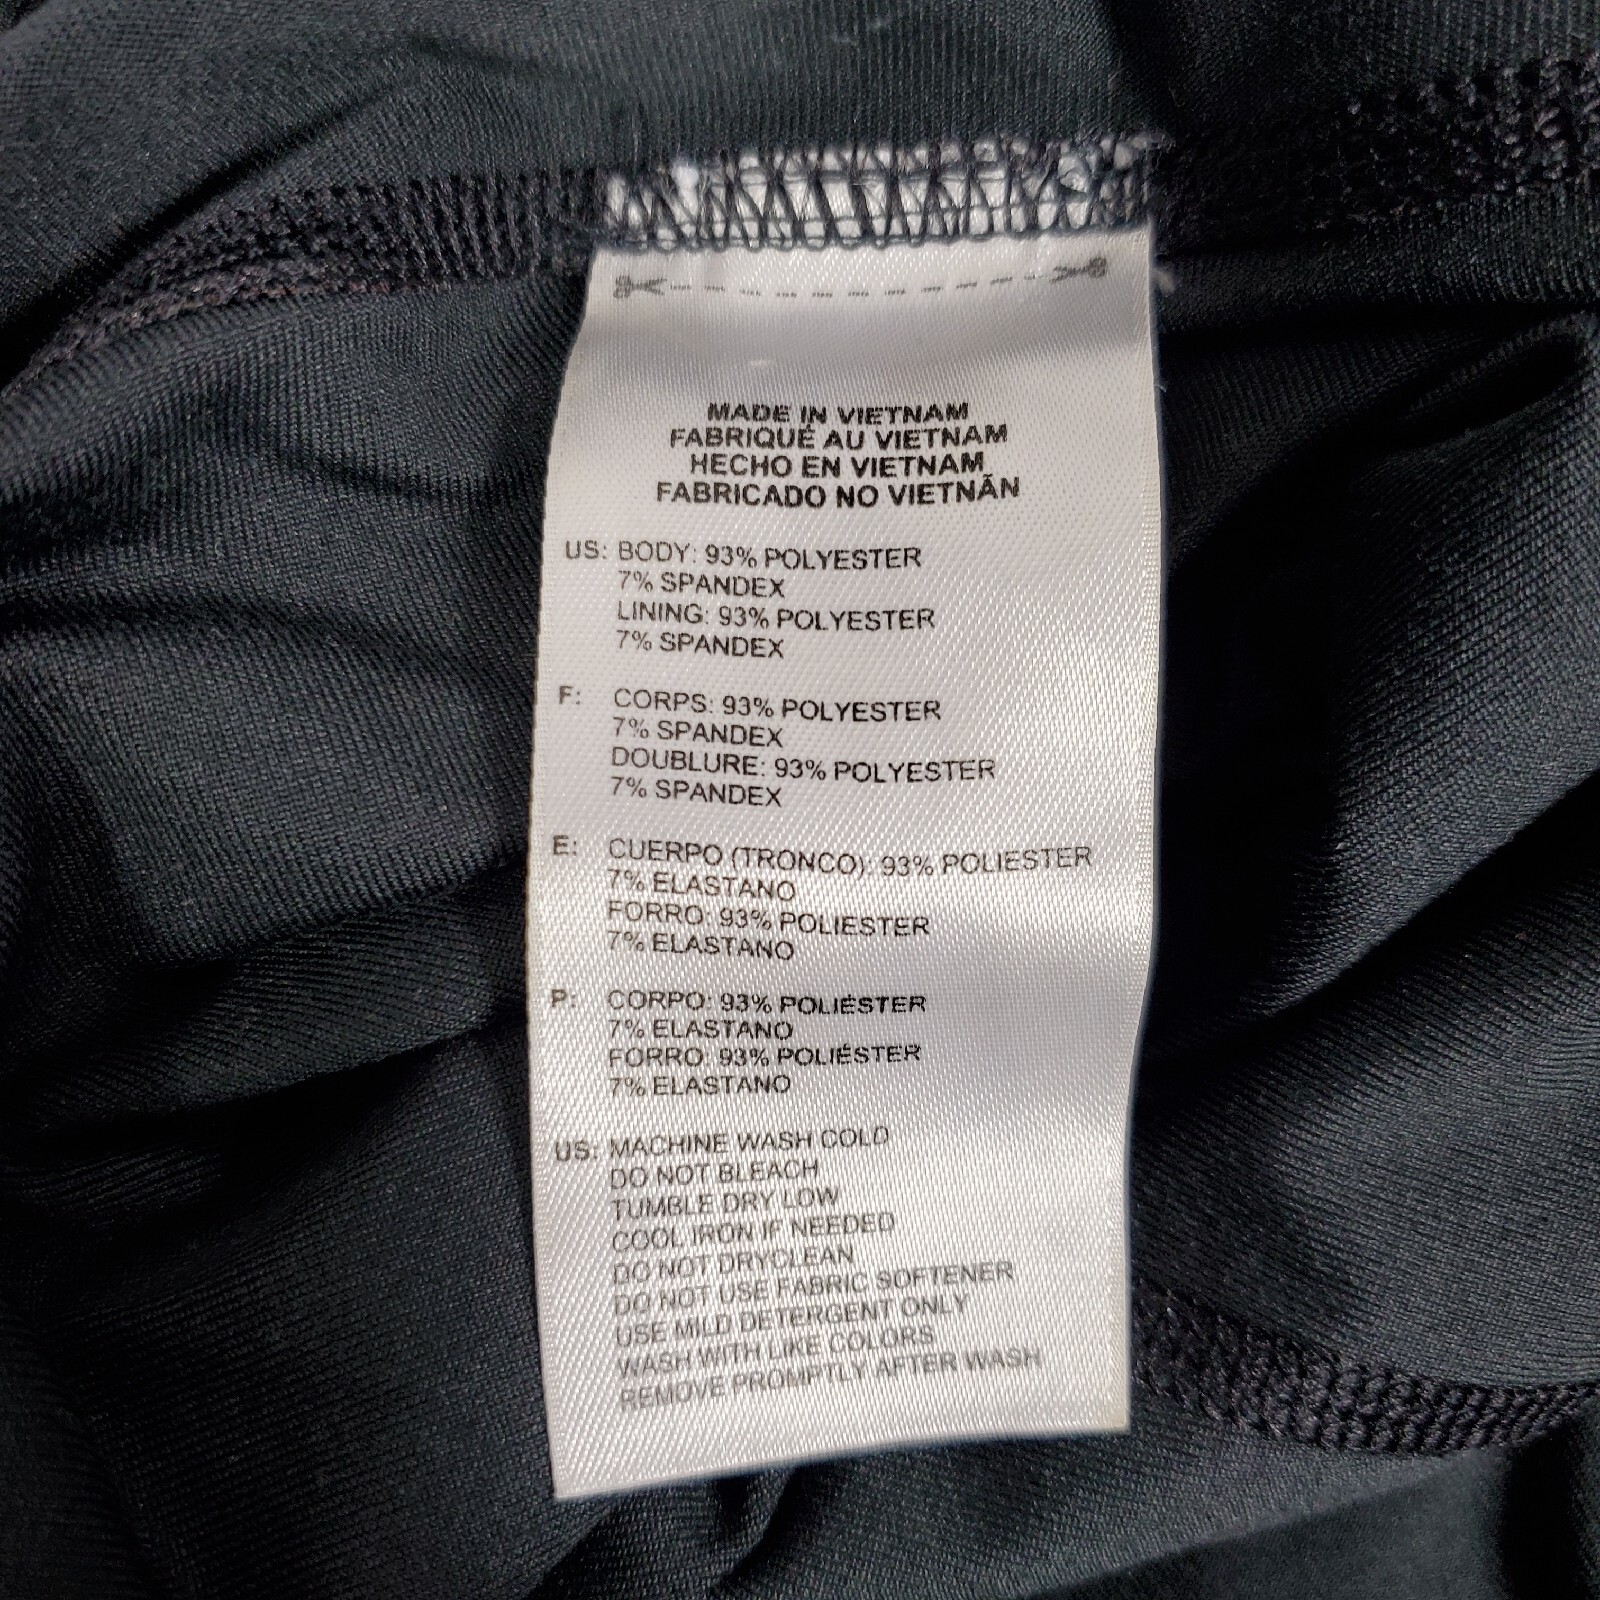 MADE IN VIETNAM
FABRIQUÉ AU VIETNAM
HECHO EN VIETNAM
FABRICADO NO VIETNÃN
US: BODY: 93% POLYESTER
7% SPANDEX
LINING: 93% POLYESTER
7% SPANDEX
F: CORPS: 93% POLYESTER
7% SPANDEX
DOUBLURE: 93% POLYESTER
7% SPANDEX
E: CUERPO (TRONCO): 93% POLIESTER
7% ELASTANO
FORRO: 93% POLIESTER
7% ELASTANO
P: CORPO: 93% POLIÉSTER
7% ELASTANO
FORRO: 93% POLIÉSTER
7% ELASTANO
US: MACHINE WASH COLD
DO NOT BLEACH
TUMBLE DRY LOW
COOL IRON IF NEEDED
DO NOT DRYCLEAN
DO NOT USE FABRIC SOFTENER
USE MILD DETERGENT ONLY
WASH WITH LIKE COLORS
REMOVE PROMPTLY AFTER WASH